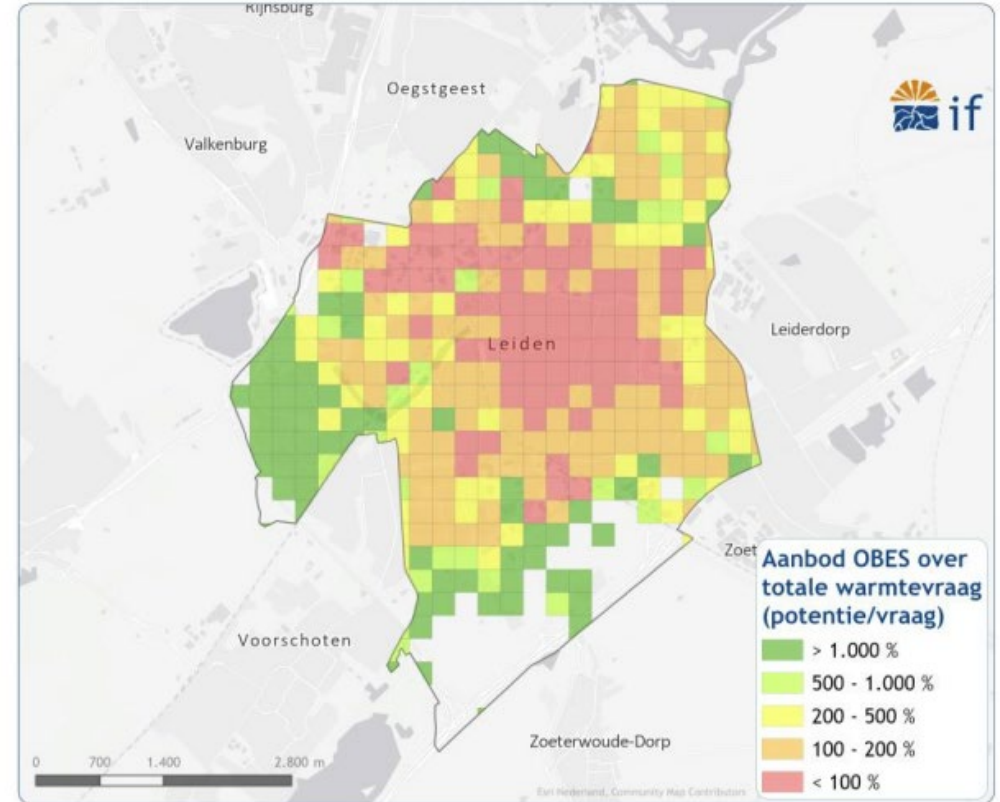 Rijnsburg
Oegstgeest
if
Valkenburg
Leiden
Leiderdorp
Zoet
Aanbod OBES over
totale warmtevraag
(potentie/vraag)
> 1.000 %
500 - 1.000 %
200 - 500 %
100 - 200 %
< 100 %
Voorschoten
Zoeterwoude-Dorp
0 700 1.400 2.800 m
Esri Nederland, Community Map Contributors